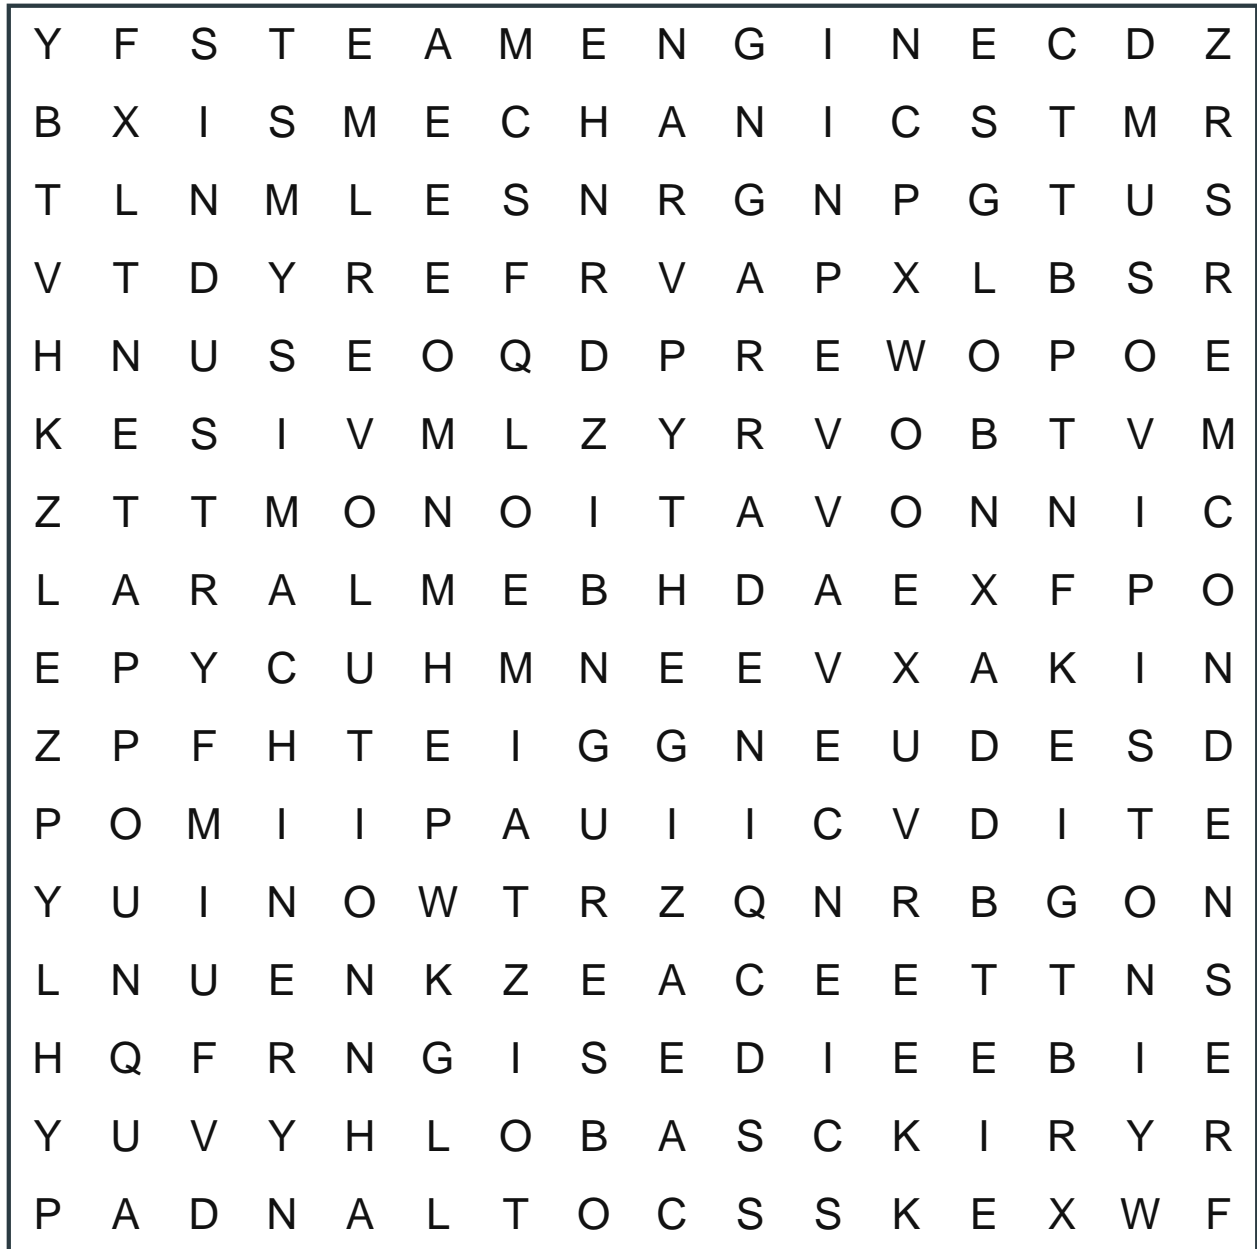 Y F S T E A M E N G I N E C D Z
B X I S M E C H A N I C S T M R
T L N M L E S N R G N P G T U S
V T D Y R E F R V A P X L B S R
H N U S E O Q D P R E W O P O E
K E S I V M L Z Y R V O B T V M
Z T T M O N O I T A V O N N I C
L A R A L M E B H D A E X F P O
E P Y C U H M N E E V X A K I N
Z P F H T E I G G N E U D E S D
P O M I I P A U I I C V D I T E
Y U I N O W T R Z Q N R B G O N
L N U E N K Z E A C E E T T N S
H Q F R N G I S E D I E E B I E
Y U V Y H L O B A S C K I R Y R
P A D N A L T O C S S K E X W F